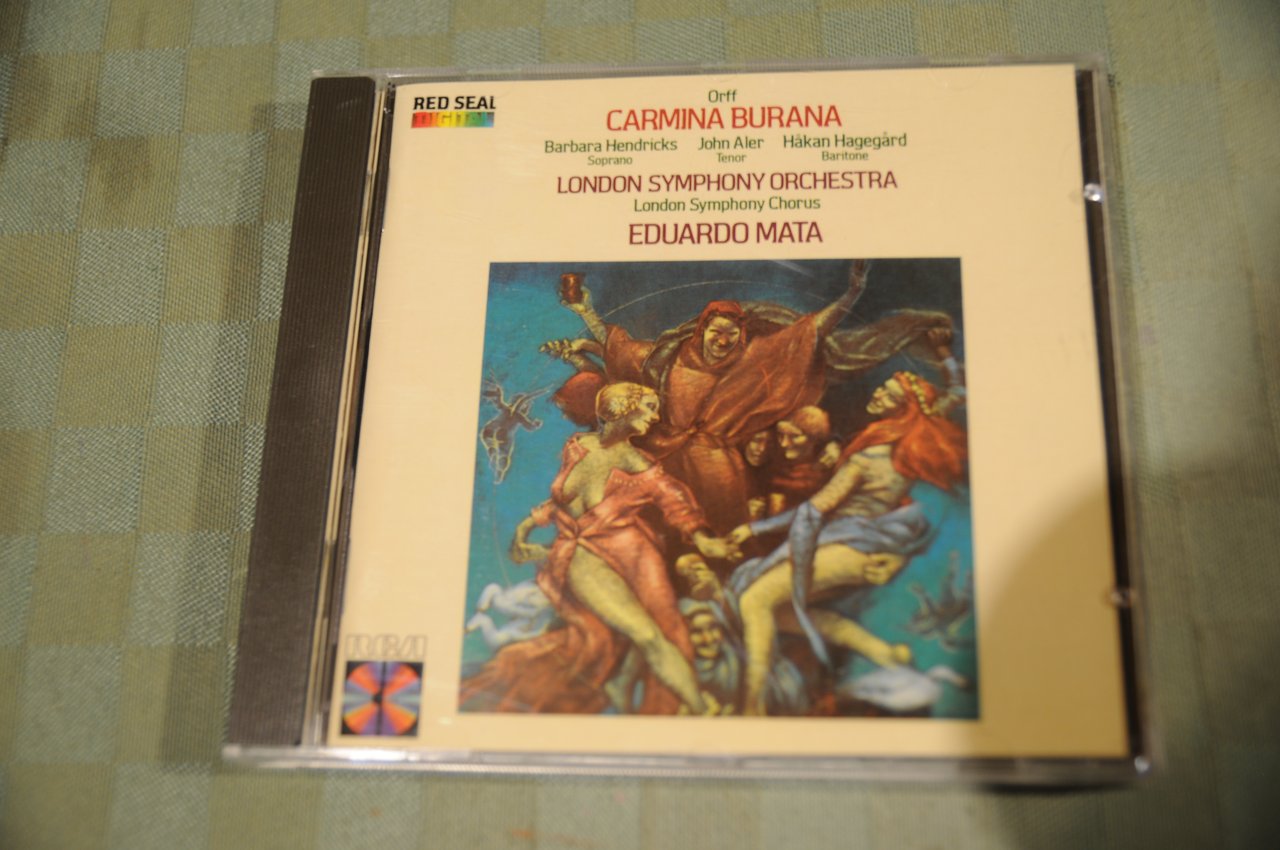 RED SEAL
DIGITAL
Orff
CARMINA BURANA
Barbara Hendricks John Aler Håkan Hagegård
Soprano Tenor Baritone
LONDON SYMPHONY ORCHESTRA
London Symphony Chorus
EDUARDO MATA
RCA